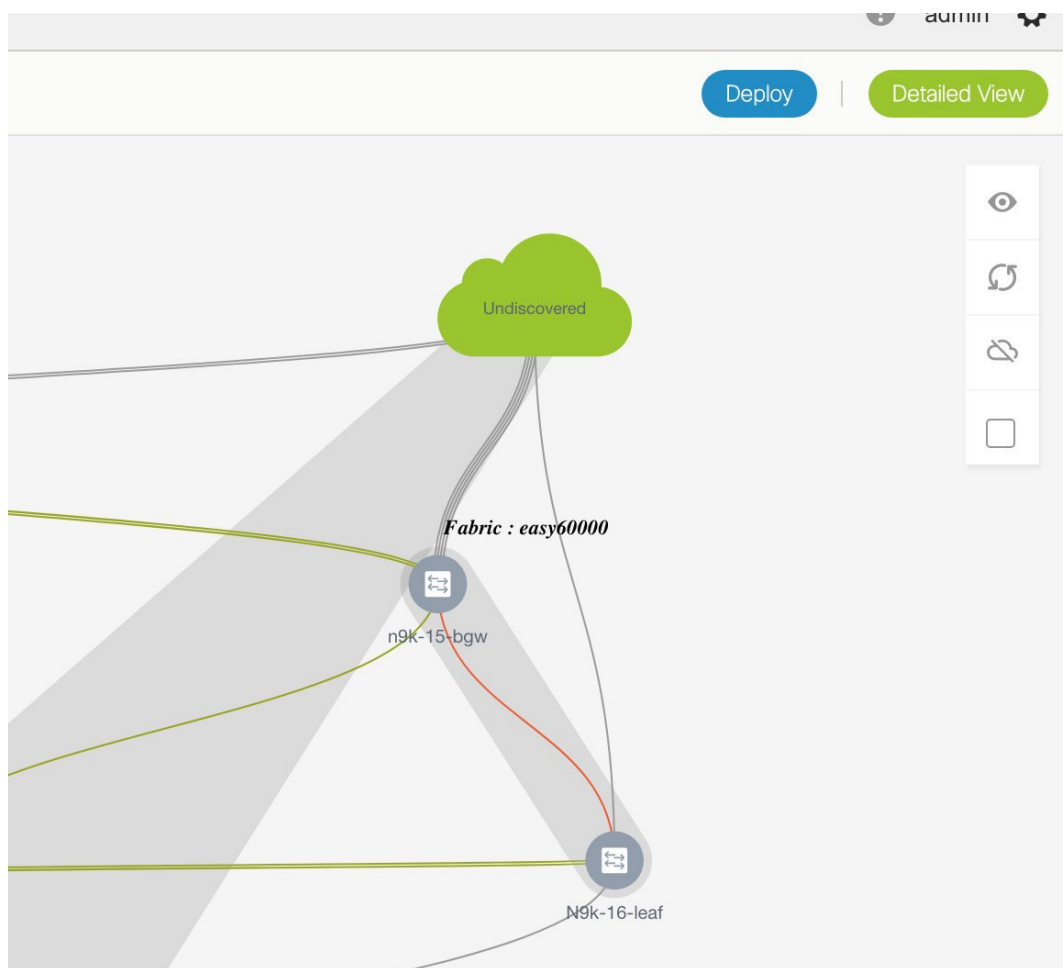 admin
Deploy
Detailed View
Undiscovered
Fabric : easy60000
n9k-15-bgw
N9k-16-leaf